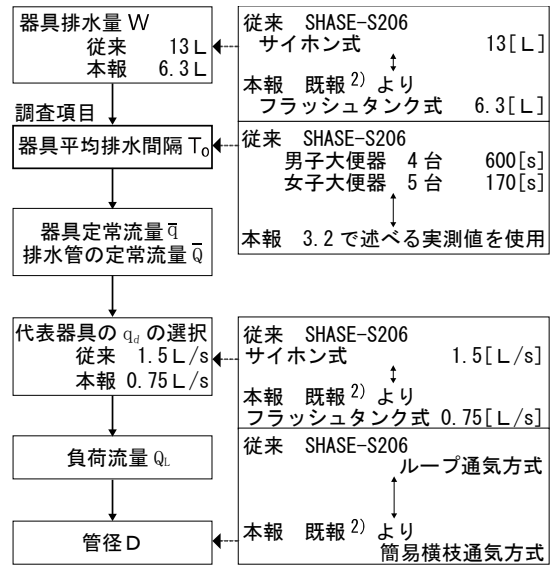 器具排水量 W
従来 13L
本報 6.3L
調査項目
器具平均排水間隔 T₀
器具定常流量 q̄
排水管の定常流量 Q̄
代表器具の q_d の選択
従来 1.5L/s
本報 0.75L/s
負荷流量 Q_L
管径 D
従来 SHASE-S206
サイホン式 13[L]
本報 既報2) より
フラッシュタンク式 6.3[L]
従来 SHASE-S206
男子大便器 4台 600[s]
女子大便器 5台 170[s]
本報 3.2で述べる実測値を使用
従来 SHASE-S206
サイホン式 1.5[L/s]
本報 既報2) より
フラッシュタンク式 0.75[L/s]
従来 SHASE-S206
ループ通気方式
本報 既報2) より
簡易横枝通気方式